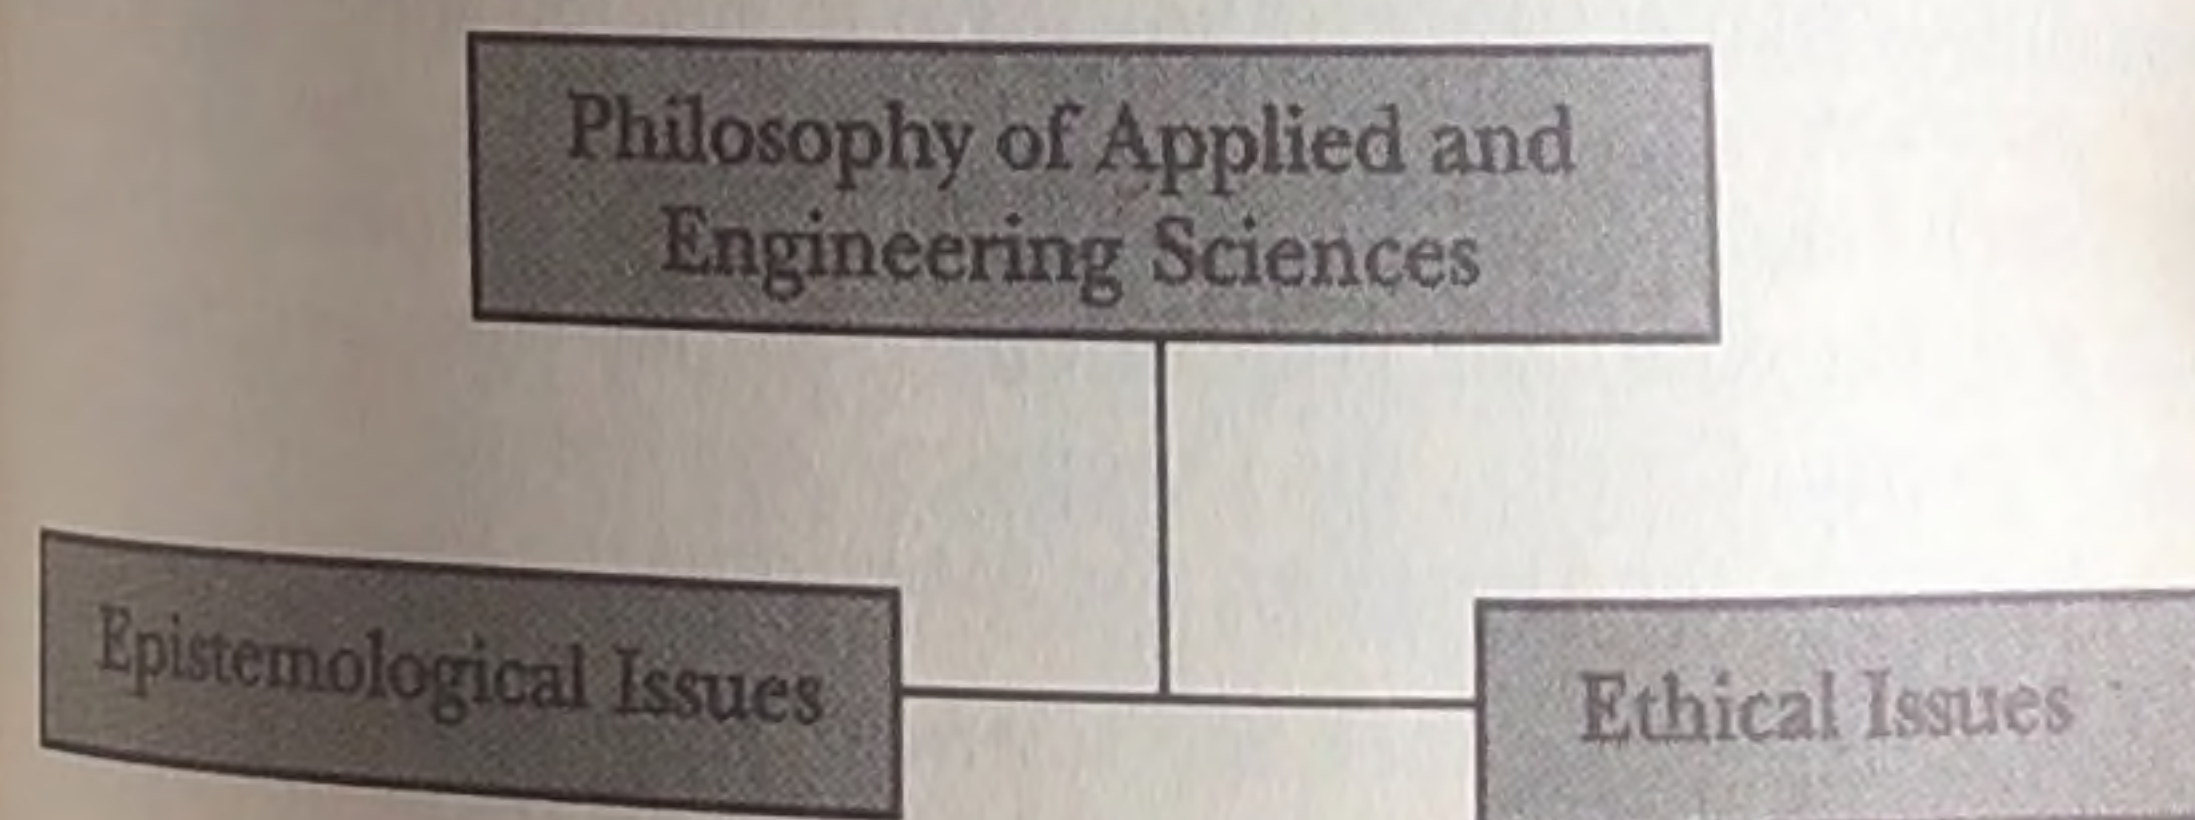 Philosophy of Applied and
Engineering Sciences
Epistemological Issues
Ethical Issues